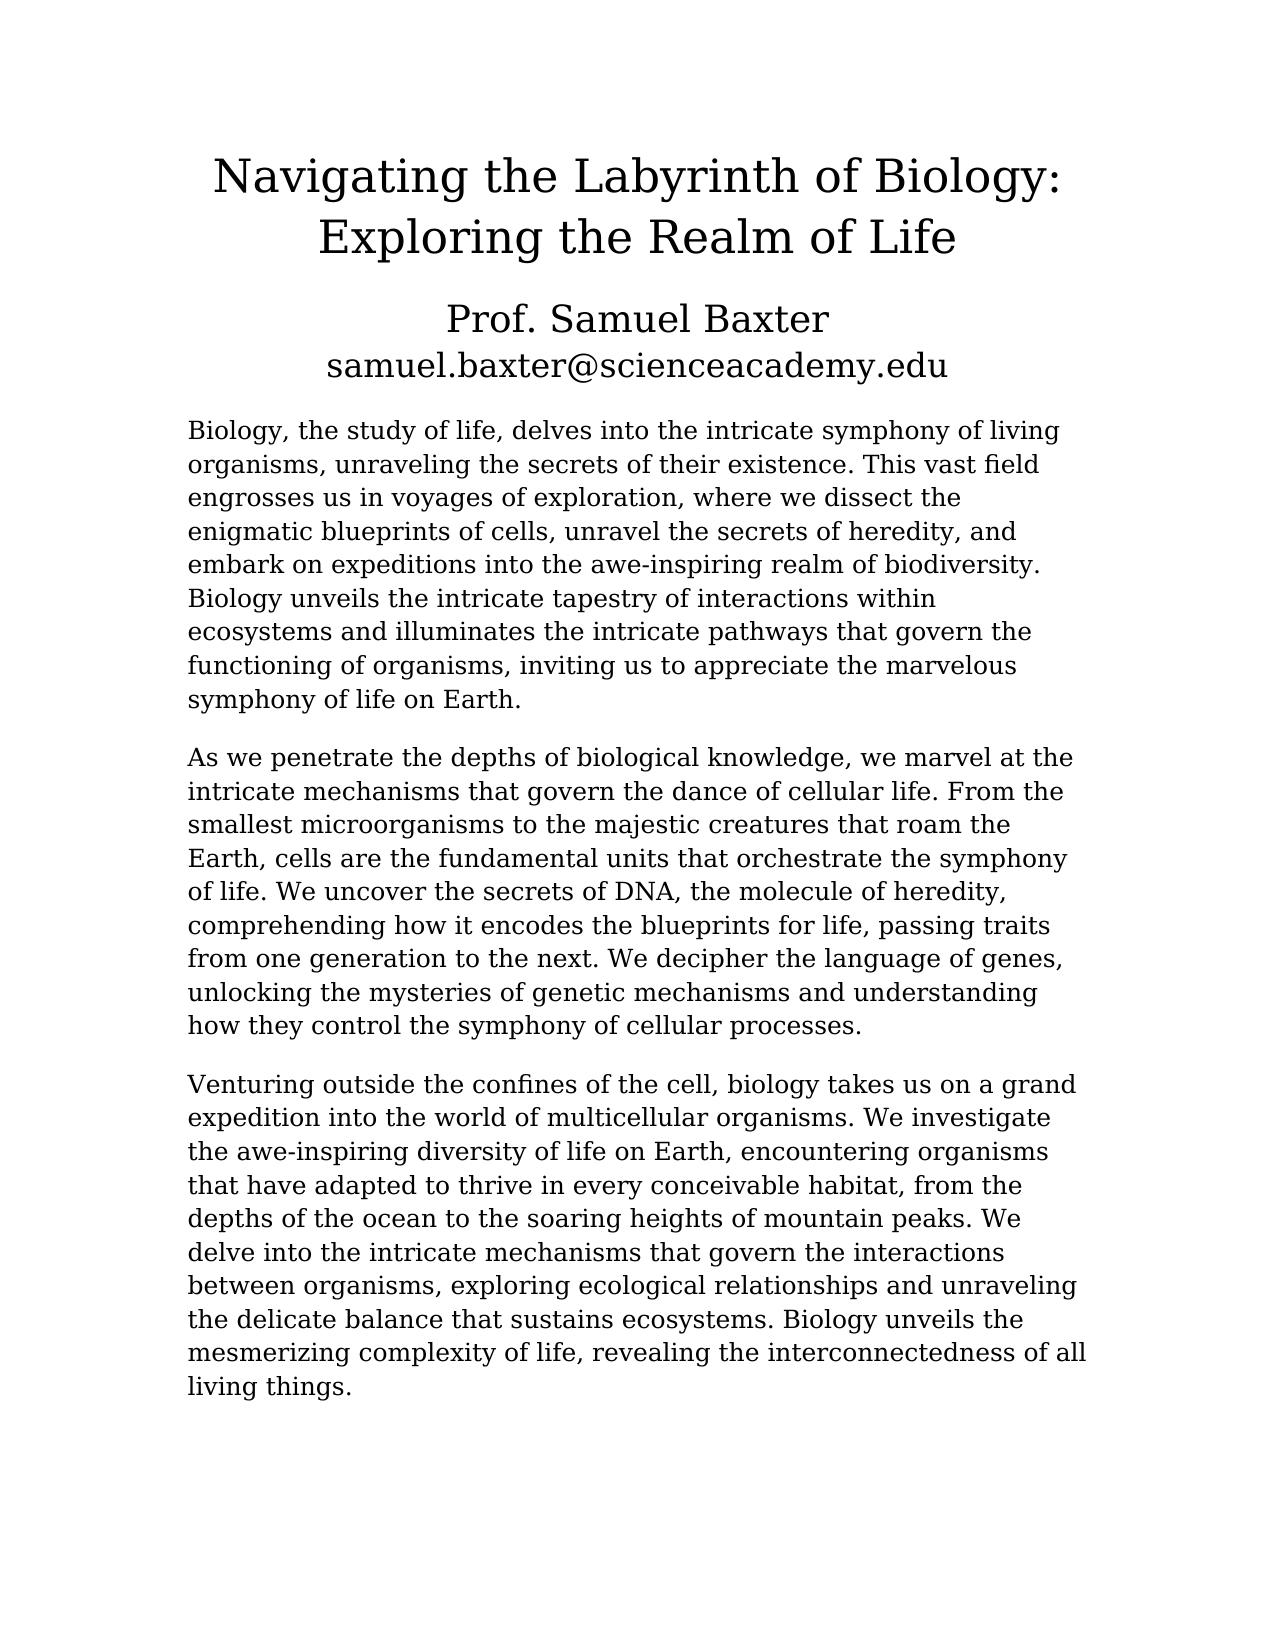 Navigating the Labyrinth of Biology:
Exploring the Realm of Life
Prof. Samuel Baxter
samuel.baxter@scienceacademy.edu
Biology, the study of life, delves into the intricate symphony of living
organisms, unraveling the secrets of their existence. This vast field
engrosses us in voyages of exploration, where we dissect the
enigmatic blueprints of cells, unravel the secrets of heredity, and
embark on expeditions into the awe-inspiring realm of biodiversity.
Biology unveils the intricate tapestry of interactions within
ecosystems and illuminates the intricate pathways that govern the
functioning of organisms, inviting us to appreciate the marvelous
symphony of life on Earth.
As we penetrate the depths of biological knowledge, we marvel at the
intricate mechanisms that govern the dance of cellular life. From the
smallest microorganisms to the majestic creatures that roam the
Earth, cells are the fundamental units that orchestrate the symphony
of life. We uncover the secrets of DNA, the molecule of heredity,
comprehending how it encodes the blueprints for life, passing traits
from one generation to the next. We decipher the language of genes,
unlocking the mysteries of genetic mechanisms and understanding
how they control the symphony of cellular processes.
Venturing outside the confines of the cell, biology takes us on a grand
expedition into the world of multicellular organisms. We investigate
the awe-inspiring diversity of life on Earth, encountering organisms
that have adapted to thrive in every conceivable habitat, from the
depths of the ocean to the soaring heights of mountain peaks. We
delve into the intricate mechanisms that govern the interactions
between organisms, exploring ecological relationships and unraveling
the delicate balance that sustains ecosystems. Biology unveils the
mesmerizing complexity of life, revealing the interconnectedness of all
living things.